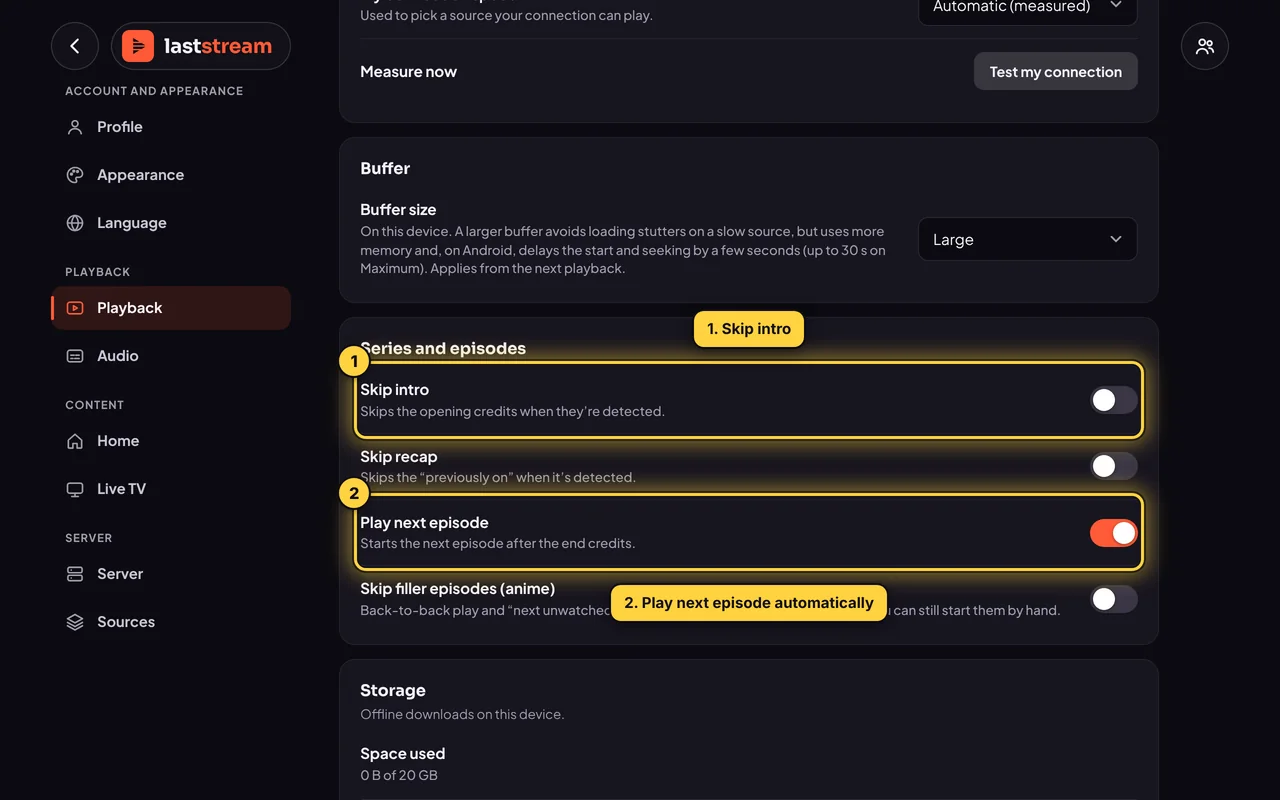 laststream
ACCOUNT AND APPEARANCE
Profile
Appearance
Language
PLAYBACK
Playback
Audio
CONTENT
Home
Live TV
SERVER
Server
Sources
Used to pick a source your connection can play.
Automatic (measured)
Measure now
Test my connection
Buffer
Buffer size
On this device. A larger buffer avoids loading stutters on a slow source, but uses more
memory and, on Android, delays the start and seeking by a few seconds (up to 30 s on
Maximum). Applies from the next playback.
Large
1. Skip intro
Series and episodes
1
Skip intro
Skips the opening credits when they're detected.
Skip recap
Skips the “previously on” when it's detected.
2
Play next episode
Starts the next episode after the end credits.
Skip filler episodes (anime)
Back-to-back play and “next unwatched
2. Play next episode automatically
can still start them by hand.
Storage
Offline downloads on this device.
Space used
0 B of 20 GB